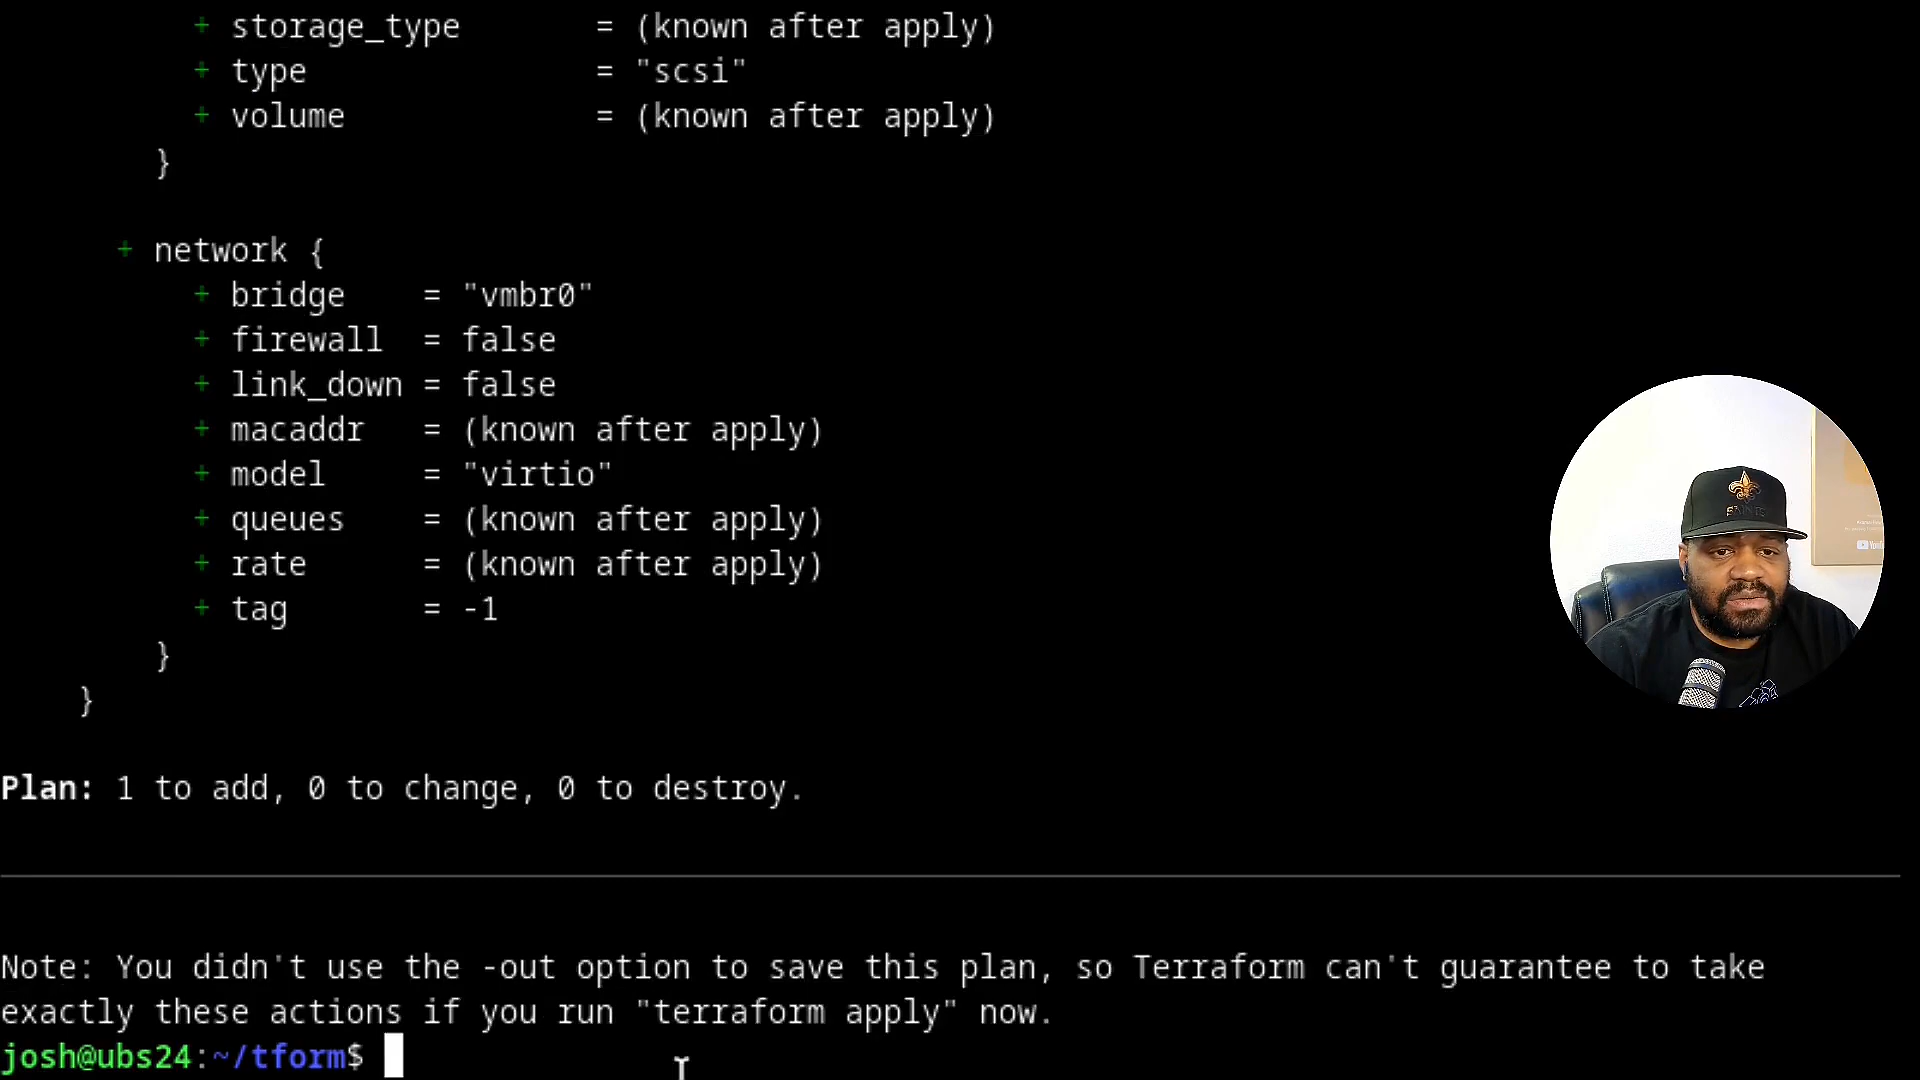 + storage_type = (known after apply)
+ type = "scsi"
+ volume = (known after apply)
}
+ network {
+ bridge = "vmbr0"
+ firewall = false
+ link_down = false
+ macaddr = (known after apply)
+ model = "virtio"
+ queues = (known after apply)
+ rate = (known after apply)
+ tag = -1
}
}
Plan: 1 to add, 0 to change, 0 to destroy.
Note: You didn't use the -out option to save this plan, so Terraform can't guarantee to take
exactly these actions if you run "terraform apply" now.
josh@ubs24:~/tform$
SAINTS